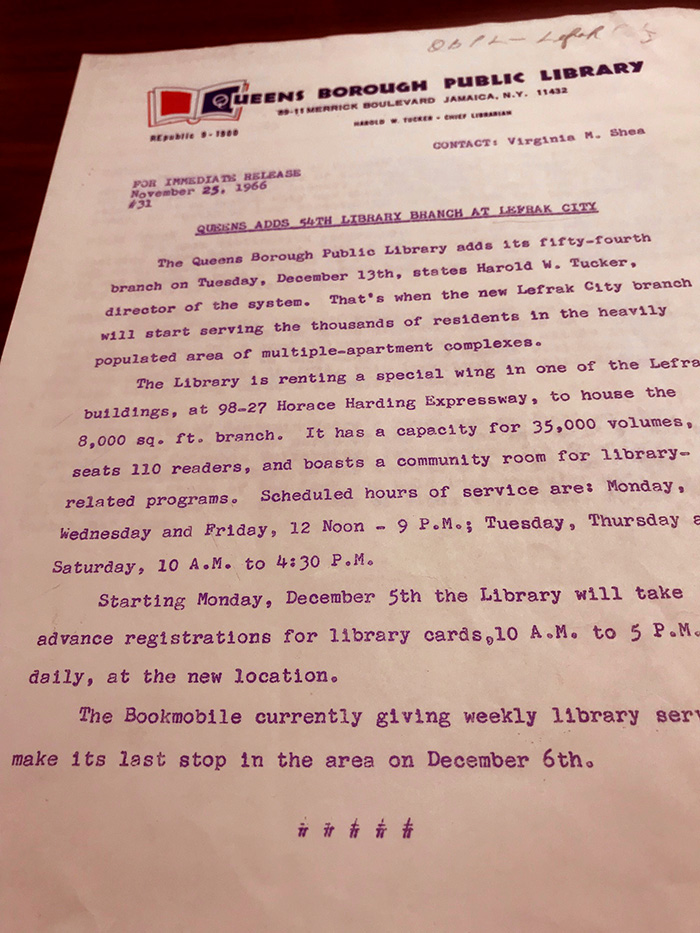 QBPL - Lefrak
QUEENS BOROUGH PUBLIC LIBRARY
89-11 MERRICK BOULEVARD JAMAICA, N.Y. 11432
HAROLD W. TUCKER - CHIEF LIBRARIAN
REpublic 9-1900
CONTACT: Virginia M. Shea
FOR IMMEDIATE RELEASE
November 25, 1966
#31
QUEENS ADDS 54TH LIBRARY BRANCH AT LEFRAK CITY
The Queens Borough Public Library adds its fifty-fourth
branch on Tuesday, December 13th, states Harold W. Tucker,
director of the system. That's when the new Lefrak City branch
will start serving the thousands of residents in the heavily
populated area of multiple-apartment complexes.
The Library is renting a special wing in one of the Lefra
buildings, at 98-27 Horace Harding Expressway, to house the
8,000 sq. ft. branch. It has a capacity for 35,000 volumes,
seats 110 readers, and boasts a community room for library-
related programs. Scheduled hours of service are: Monday,
Wednesday and Friday, 12 Noon - 9 P.M.; Tuesday, Thursday a
Saturday, 10 A.M. to 4:30 P.M.
Starting Monday, December 5th the Library will take
advance registrations for library cards,10 A.M. to 5 P.M.
daily, at the new location.
The Bookmobile currently giving weekly library serv
make its last stop in the area on December 6th.
# # # # #